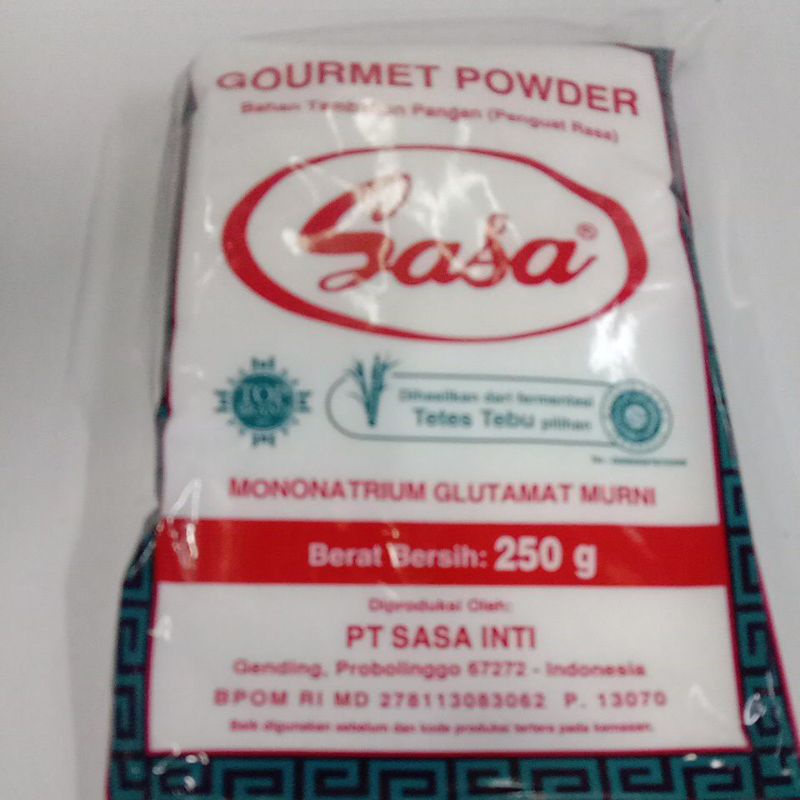 GOURMET POWDER
Bahan Tambahan Pangan (Penguat Rasa)
Sasa®
Dihasilkan dari fermentasi
Tetes Tebu pilihan
MONONATRIUM GLUTAMAT MURNI
Berat Bersih: 250 g
Diproduksi Oleh:
PT SASA INTI
Gending, Probolinggo 67272 - Indonesia
BPOM RI MD 278113083062 P. 13070
Baik digunakan sebelum dan kode produksi tertera pada kemasan.